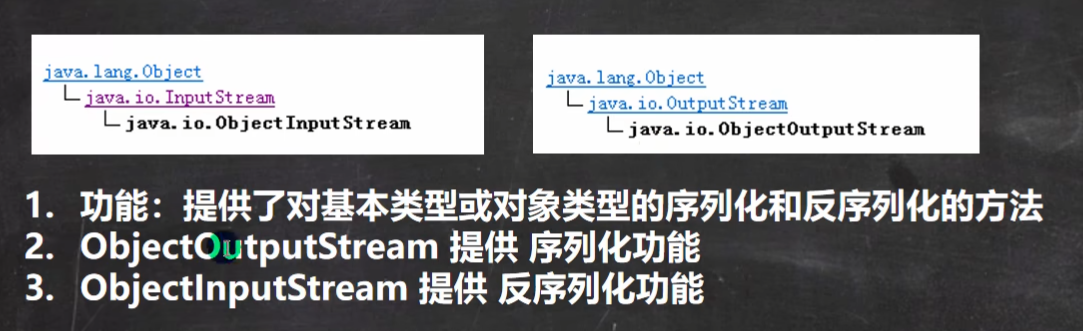 java.lang.Object
java.io.InputStream
java.io.ObjectInputStream
java.lang.Object
java.io.OutputStream
java.io.ObjectOutputStream
1. 功能：提供了对基本类型或对象类型的序列化和反序列化的方法
2. ObjectOutputStream 提供 序列化功能
3. ObjectInputStream 提供 反序列化功能